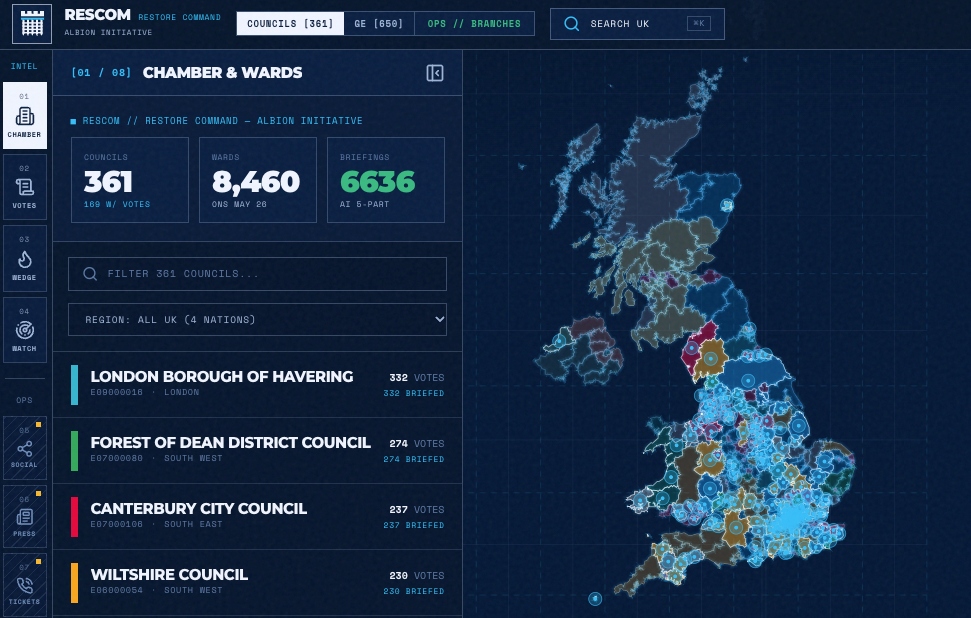 RESCOM RESTORE COMMAND
ALBION INITIATIVE
COUNCILS [361]
GE [650]
OPS // BRANCHES
SEARCH UK ⌘K
INTEL
01
CHAMBER
02
VOTES
03
WEDGE
04
WATCH
OPS
05
SOCIAL
06
PRESS
07
TICKETS
[01 / 08] CHAMBER & WARDS
RESCOM // RESTORE COMMAND — ALBION INITIATIVE
COUNCILS
361
169 W/ VOTES
WARDS
8,460
ONS MAY 26
BRIEFINGS
6636
AI 5-PART
FILTER 361 COUNCILS...
REGION: ALL UK (4 NATIONS)
LONDON BOROUGH OF HAVERING 332 VOTES
E09000016 · LONDON 332 BRIEFED
FOREST OF DEAN DISTRICT COUNCIL 274 VOTES
E07000080 · SOUTH WEST 274 BRIEFED
CANTERBURY CITY COUNCIL 237 VOTES
E07000106 · SOUTH EAST 237 BRIEFED
WILTSHIRE COUNCIL 230 VOTES
E06000054 · SOUTH WEST 230 BRIEFED